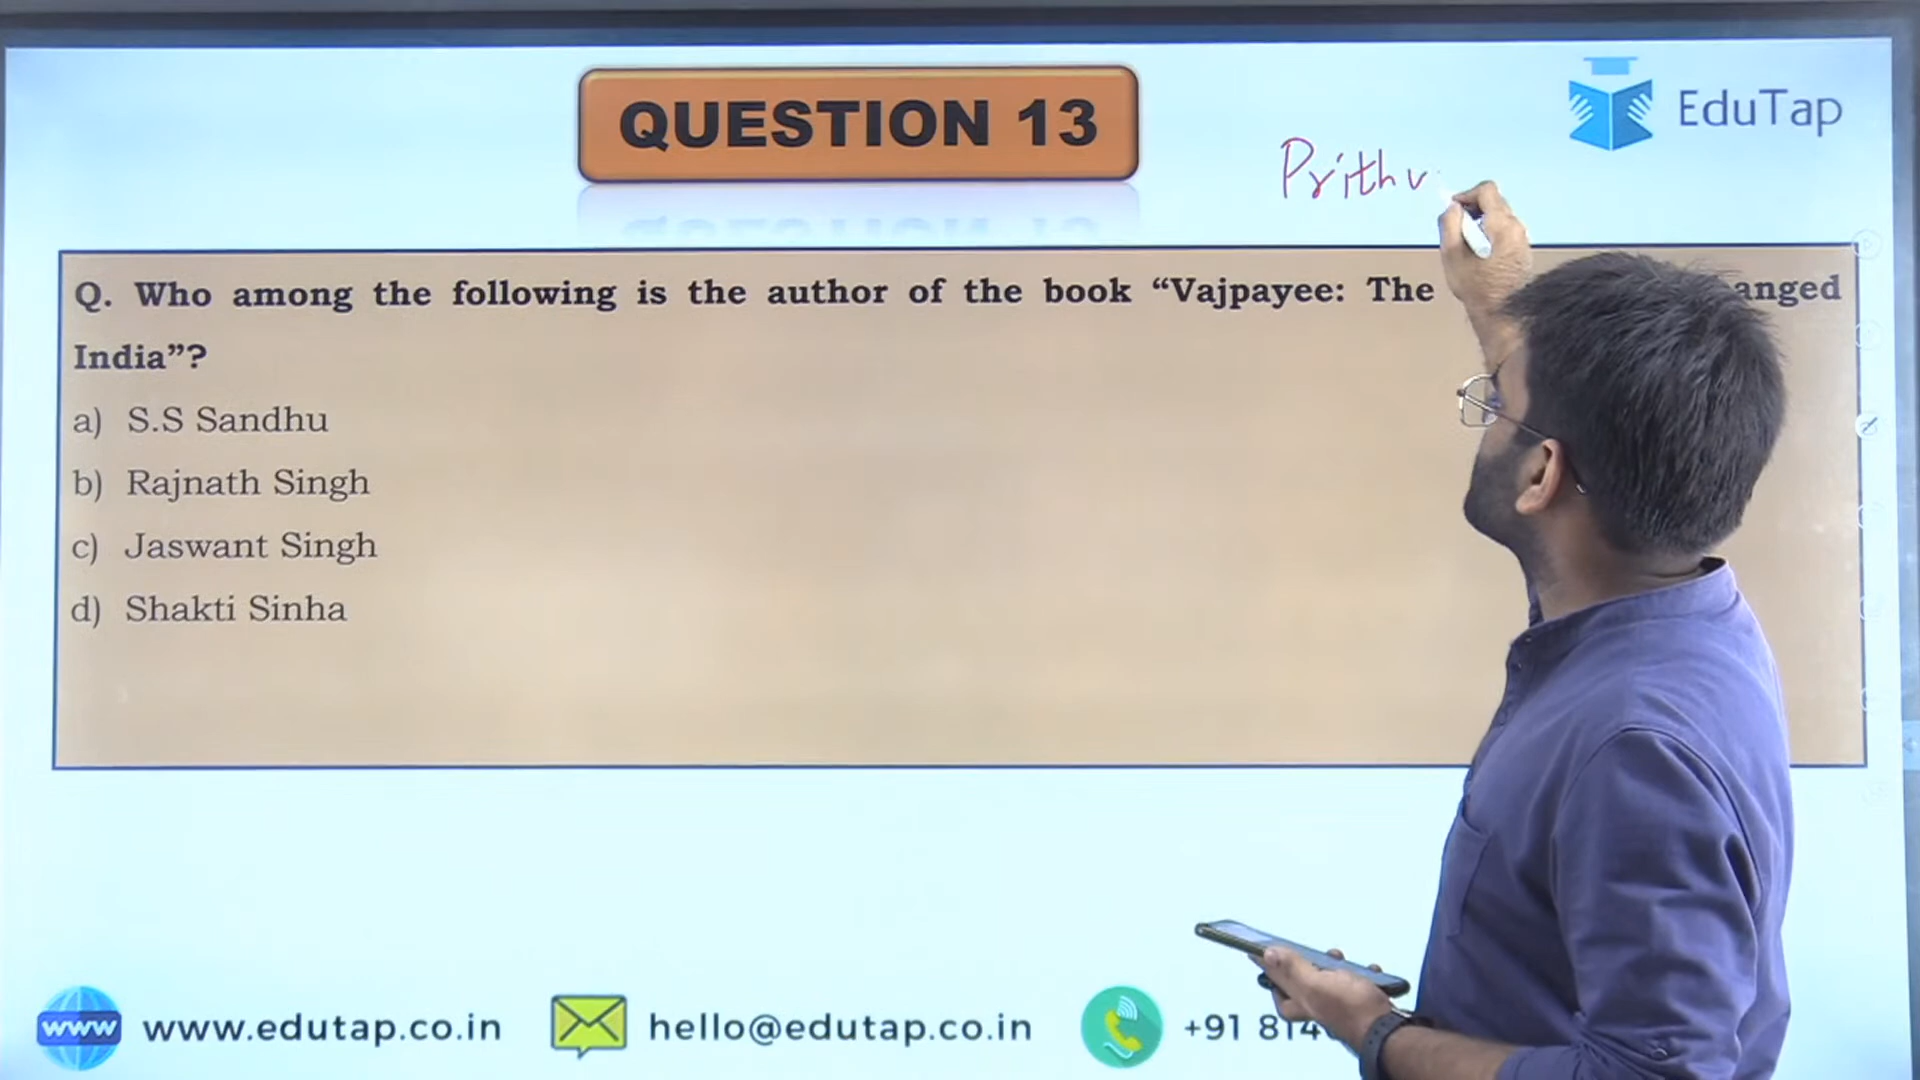 QUESTION 13
EduTap
Prithv
Q. Who among the following is the author of the book “Vajpayee: The anged
India”?
a) S.S Sandhu
b) Rajnath Singh
c) Jaswant Singh
d) Shakti Sinha
www www.edutap.co.in hello@edutap.co.in +91 814